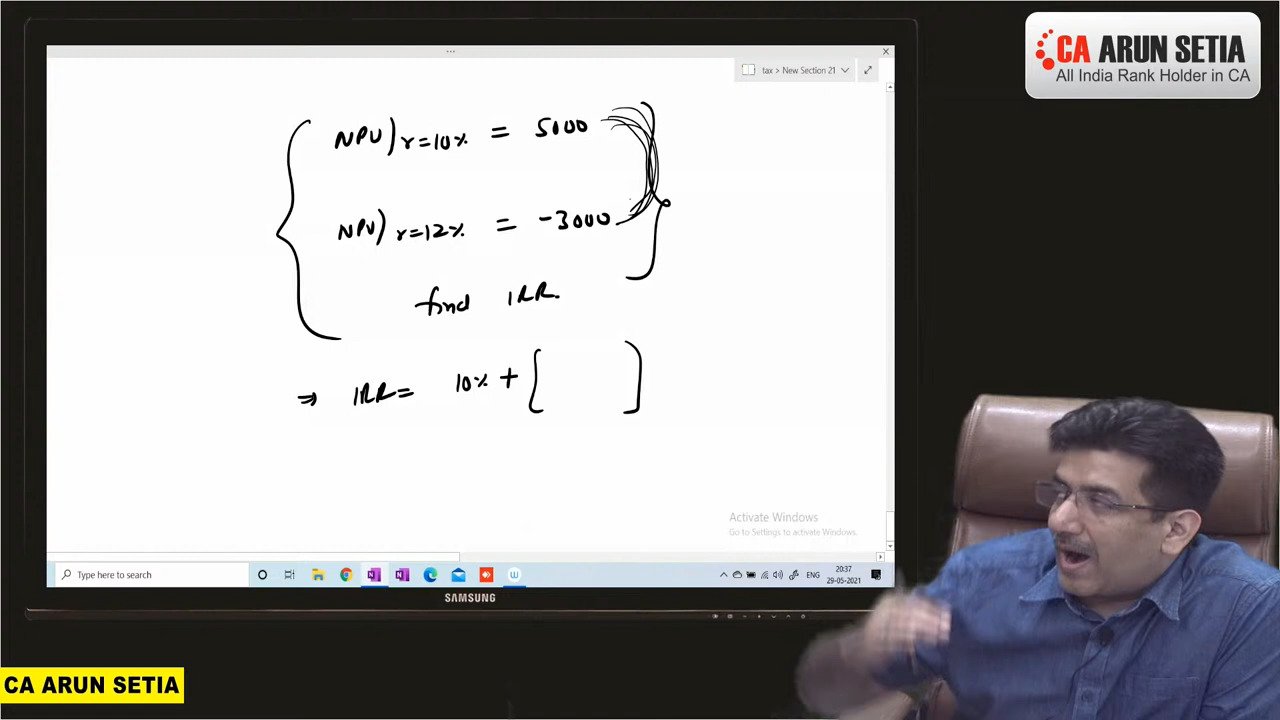 CA ARUN SETIA
All India Rank Holder in CA
tax > New Section 21
NPV)r=10% = 5000
NPV)r=12% = -3000
find IRR.
⇒ IRR = 10% + [ ]
Activate Windows
Go to Settings to activate Windows.
Type here to search
ENG
20:37
29-05-2021
SAMSUNG
CA ARUN SETIA